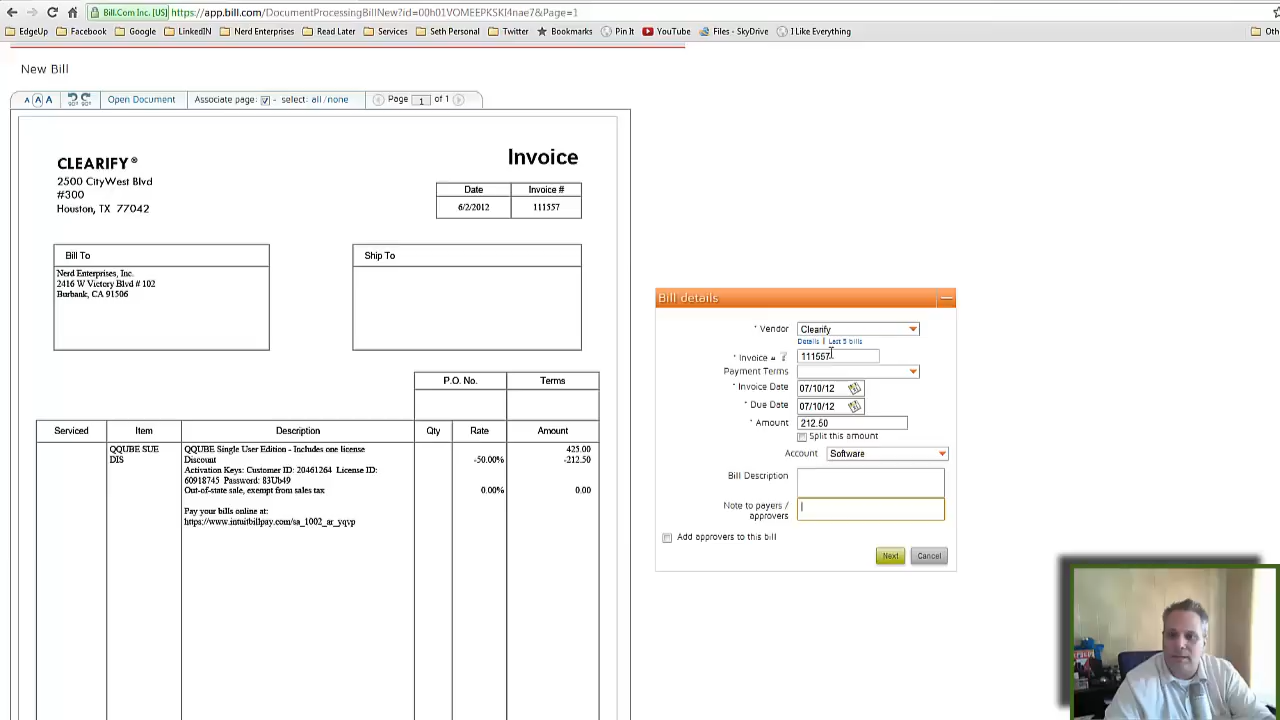 Bill.Com Inc. [US] https://app.bill.com/DocumentProcessingBillNew?id=00h01VOMEEPKSKI4nae7&Page=1
EdgeUp Facebook Google LinkedIN Nerd Enterprises Read Later Services Seth Personal Twitter Bookmarks Pin It YouTube Files - SkyDrive I Like Everything Oth
New Bill
A A A 90° 90° Open Document Associate page: - select: all / none Page 1 of 1
CLEARIFY®
2500 CityWest Blvd
#300
Houston, TX 77042
Invoice
Date Invoice #
6/2/2012 111557
Bill To
Nerd Enterprises, Inc.
2416 W Victory Blvd # 102
Burbank, CA 91506
Ship To
P.O. No. Terms
Serviced Item Description Qty Rate Amount
QQUBE SUE QQUBE Single User Edition - Includes one license 425.00
DIS Discount -50.00% -212.50
Activation Keys: Customer ID: 20461264 License ID:
60918745 Password: 83Ub49
Out-of-state sale, exempt from sales tax 0.00% 0.00
Pay your bills online at:
https://www.intuitbillpay.com/sa_1002_ar_yqvp
Bill details
* Vendor Clearify
Details | Last 5 bills
* Invoice # ? 111557
Payment Terms
* Invoice Date 07/10/12
* Due Date 07/10/12
* Amount 212.50
Split this amount
Account Software
Bill Description
Note to payers /
approvers
Add approvers to this bill
Next Cancel